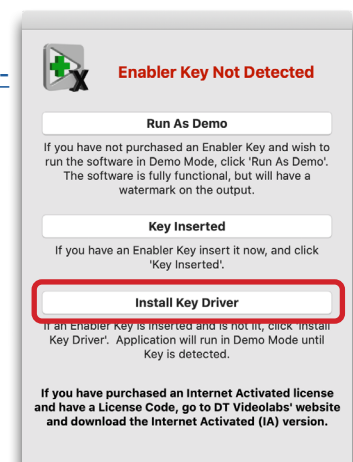 Enabler Key Not Detected
Run As Demo
If you have not purchased an Enabler Key and wish to
run the software in Demo Mode, click 'Run As Demo'.
The software is fully functional, but will have a
watermark on the output.
Key Inserted
If you have an Enabler Key insert it now, and click
'Key Inserted'.
Install Key Driver
If an Enabler Key is inserted and is not lit, click 'Install
Key Driver'. Application will run in Demo Mode until
Key is detected.
If you have purchased an Internet Activated license
and have a License Code, go to DT Videolabs' website
and download the Internet Activated (IA) version.